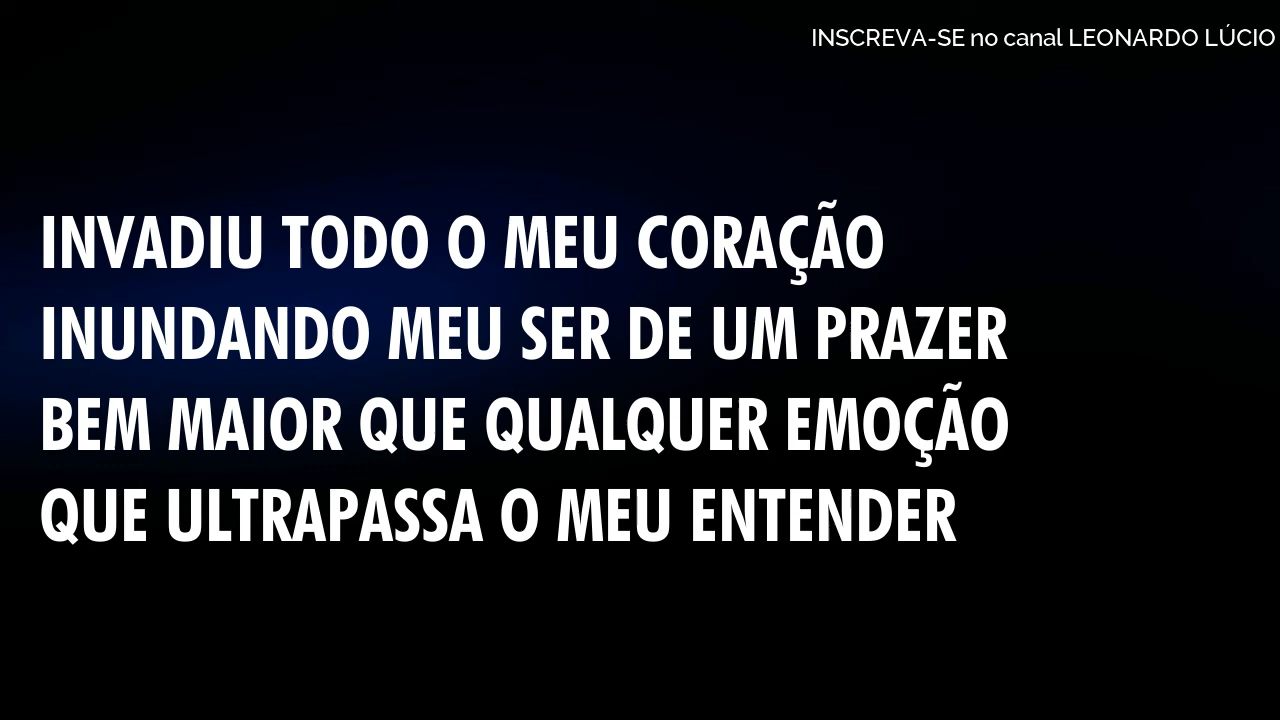 INSCREVA-SE no canal LEONARDO LÚCIO
INVADIU TODO O MEU CORAÇÃO
INUNDANDO MEU SER DE UM PRAZER
BEM MAIOR QUE QUALQUER EMOÇÃO
QUE ULTRAPASSA O MEU ENTENDER